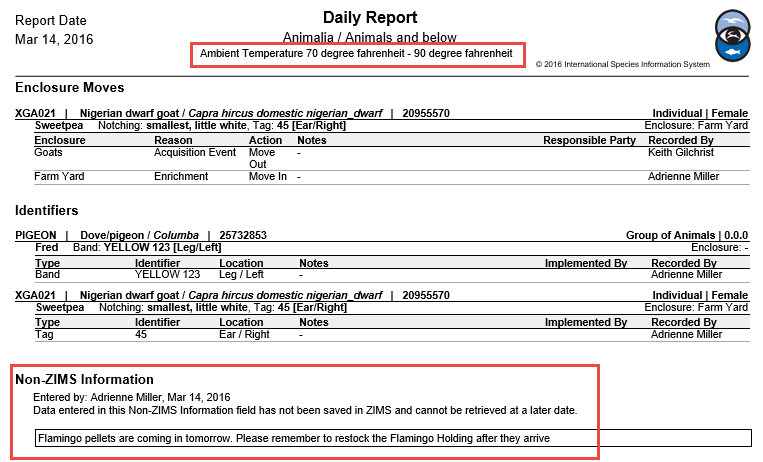 Report Date
Mar 14, 2016
Daily Report
Animalia / Animals and below
Ambient Temperature 70 degree fahrenheit - 90 degree fahrenheit
© 2016 International Species Information System
Enclosure Moves
XGA021 | Nigerian dwarf goat / Capra hircus domestic nigerian_dwarf | 20955570 Individual | Female
Sweetpea Notching: smallest, little white, Tag: 45 [Ear/Right] Enclosure: Farm Yard
Enclosure Reason Action Notes Responsible Party Recorded By
Goats Acquisition Event Move Out - Keith Gilchrist
Farm Yard Enrichment Move In - Adrienne Miller
Identifiers
PIGEON | Dove/pigeon / Columba | 25732853 Group of Animals | 0.0.0
Fred Band: YELLOW 123 [Leg/Left] Enclosure: -
Type Identifier Location Notes Implemented By Recorded By
Band YELLOW 123 Leg / Left - Adrienne Miller
XGA021 | Nigerian dwarf goat / Capra hircus domestic nigerian_dwarf | 20955570 Individual | Female
Sweetpea Notching: smallest, little white, Tag: 45 [Ear/Right] Enclosure: Farm Yard
Type Identifier Location Notes Implemented By Recorded By
Tag 45 Ear / Right - Adrienne Miller
Non-ZIMS Information
Entered by: Adrienne Miller, Mar 14, 2016
Data entered in this Non-ZIMS Information field has not been saved in ZIMS and cannot be retrieved at a later date.
Flamingo pellets are coming in tomorrow. Please remember to restock the Flamingo Holding after they arrive